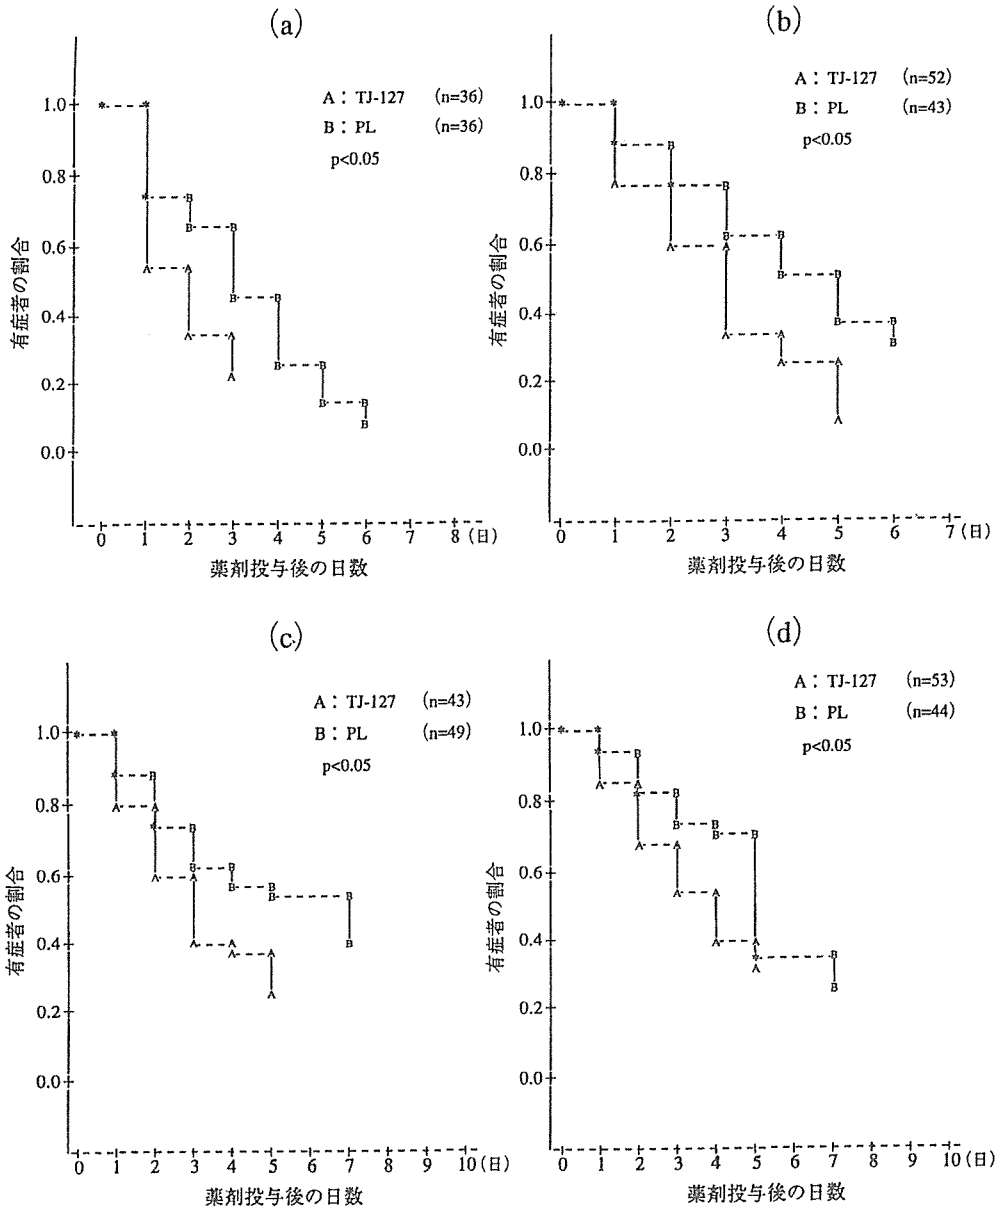 (a)
A：TJ-127 (n=36)
B：PL (n=36)
p<0.05
1.0
0.8
0.6
0.4
0.2
0.0
有症者の割合
0 1 2 3 4 5 6 7 8 (日)
薬剤投与後の日数
(b)
A：TJ-127 (n=52)
B：PL (n=43)
p<0.05
1.0
0.8
0.6
0.4
0.2
0.0
有症者の割合
0 1 2 3 4 5 6 7 (日)
薬剤投与後の日数
(c)
A：TJ-127 (n=43)
B：PL (n=49)
p<0.05
1.0
0.8
0.6
0.4
0.2
0.0
有症者の割合
0 1 2 3 4 5 6 7 8 9 10 (日)
薬剤投与後の日数
(d)
A：TJ-127 (n=53)
B：PL (n=44)
p<0.05
1.0
0.8
0.6
0.4
0.2
0.0
有症者の割合
0 1 2 3 4 5 6 7 8 9 10 (日)
薬剤投与後の日数